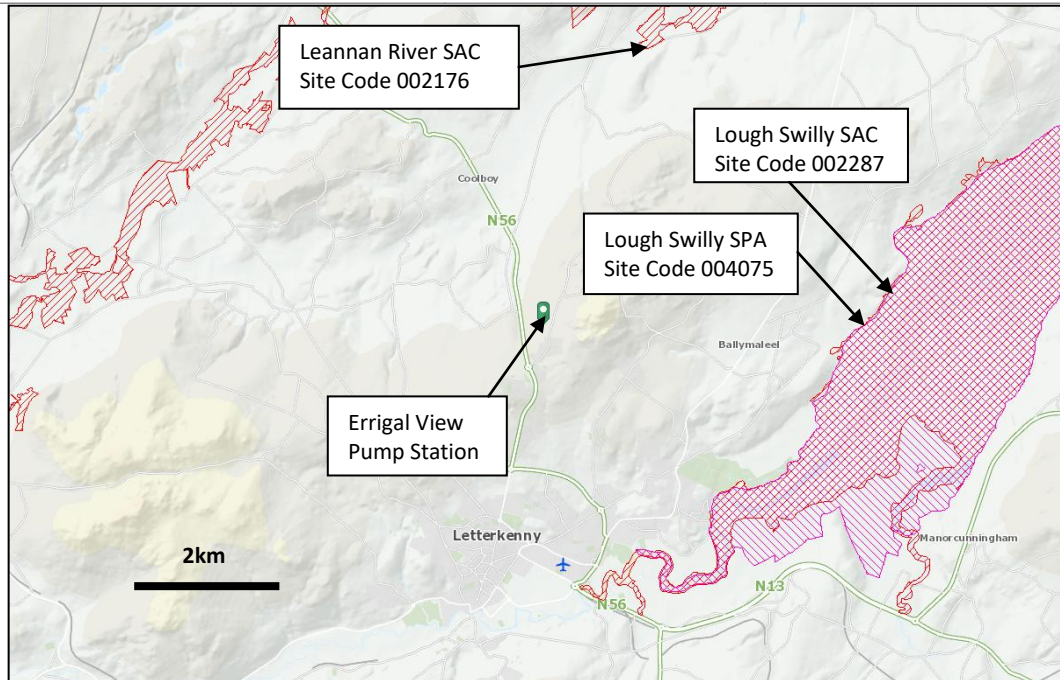 Leannan River SAC
Site Code 002176
Lough Swilly SAC
Site Code 002287
Coolboy
N56
Lough Swilly SPA
Site Code 004075
Ballymaleel
Errigal View
Pump Station
2km
Letterkenny
Manorcunningham
N13
N56